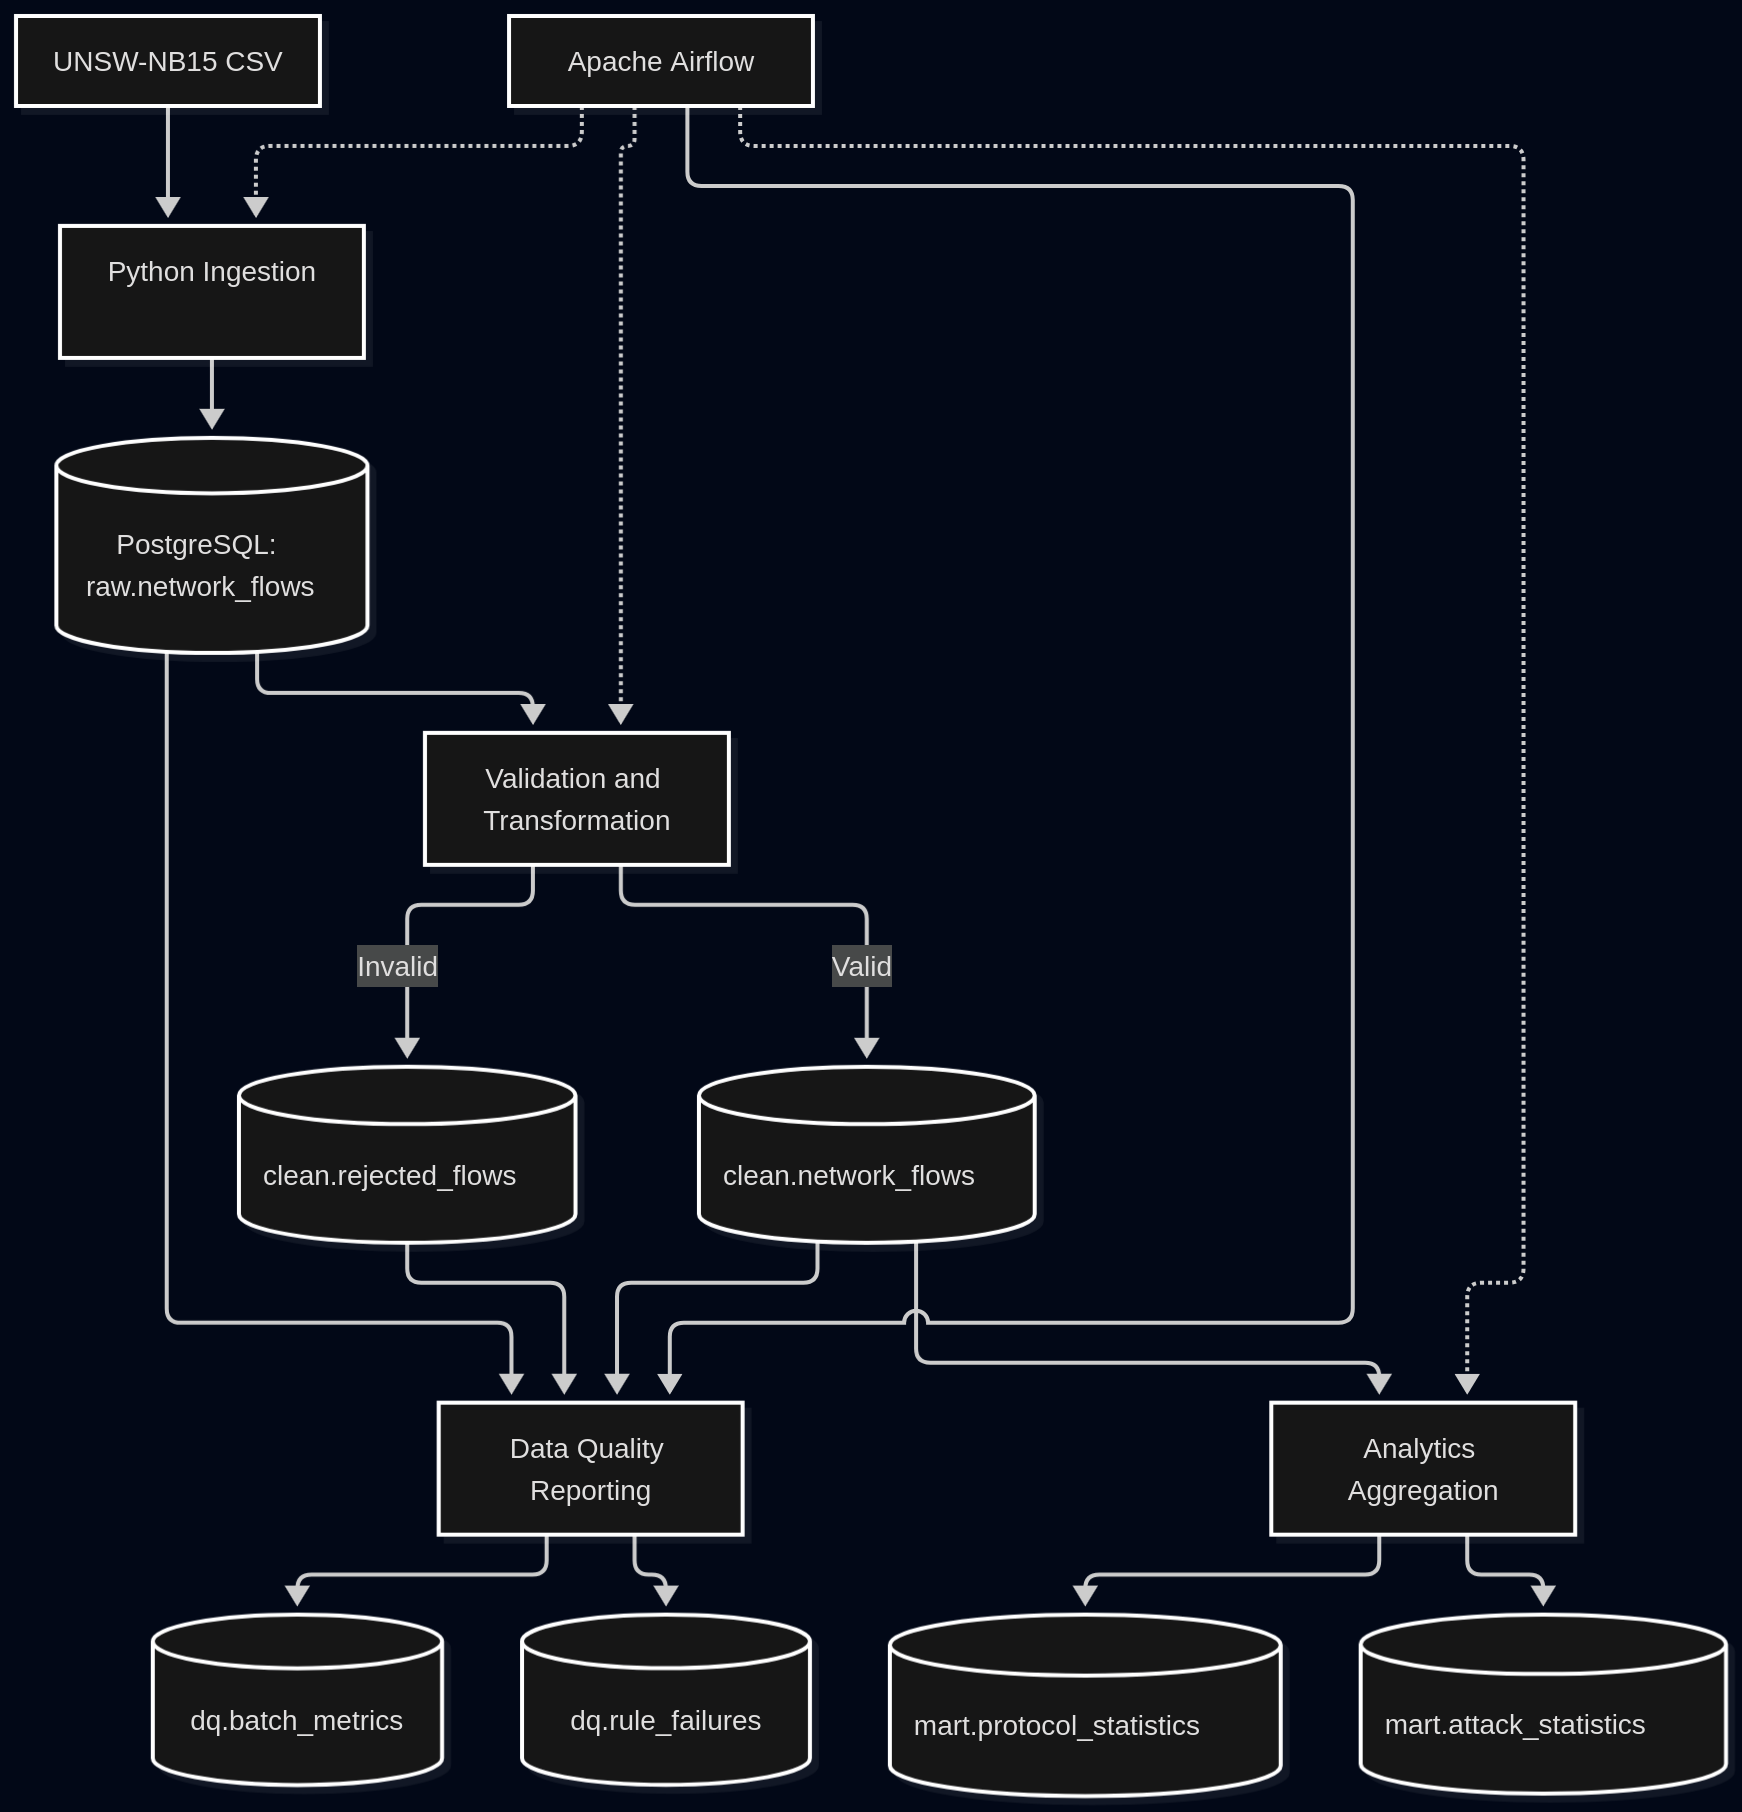 UNSW-NB15 CSV
Apache Airflow
Python Ingestion
PostgreSQL:
raw.network_flows
Validation and
Transformation
Invalid
Valid
clean.rejected_flows
clean.network_flows
Data Quality
Reporting
Analytics
Aggregation
dq.batch_metrics
dq.rule_failures
mart.protocol_statistics
mart.attack_statistics